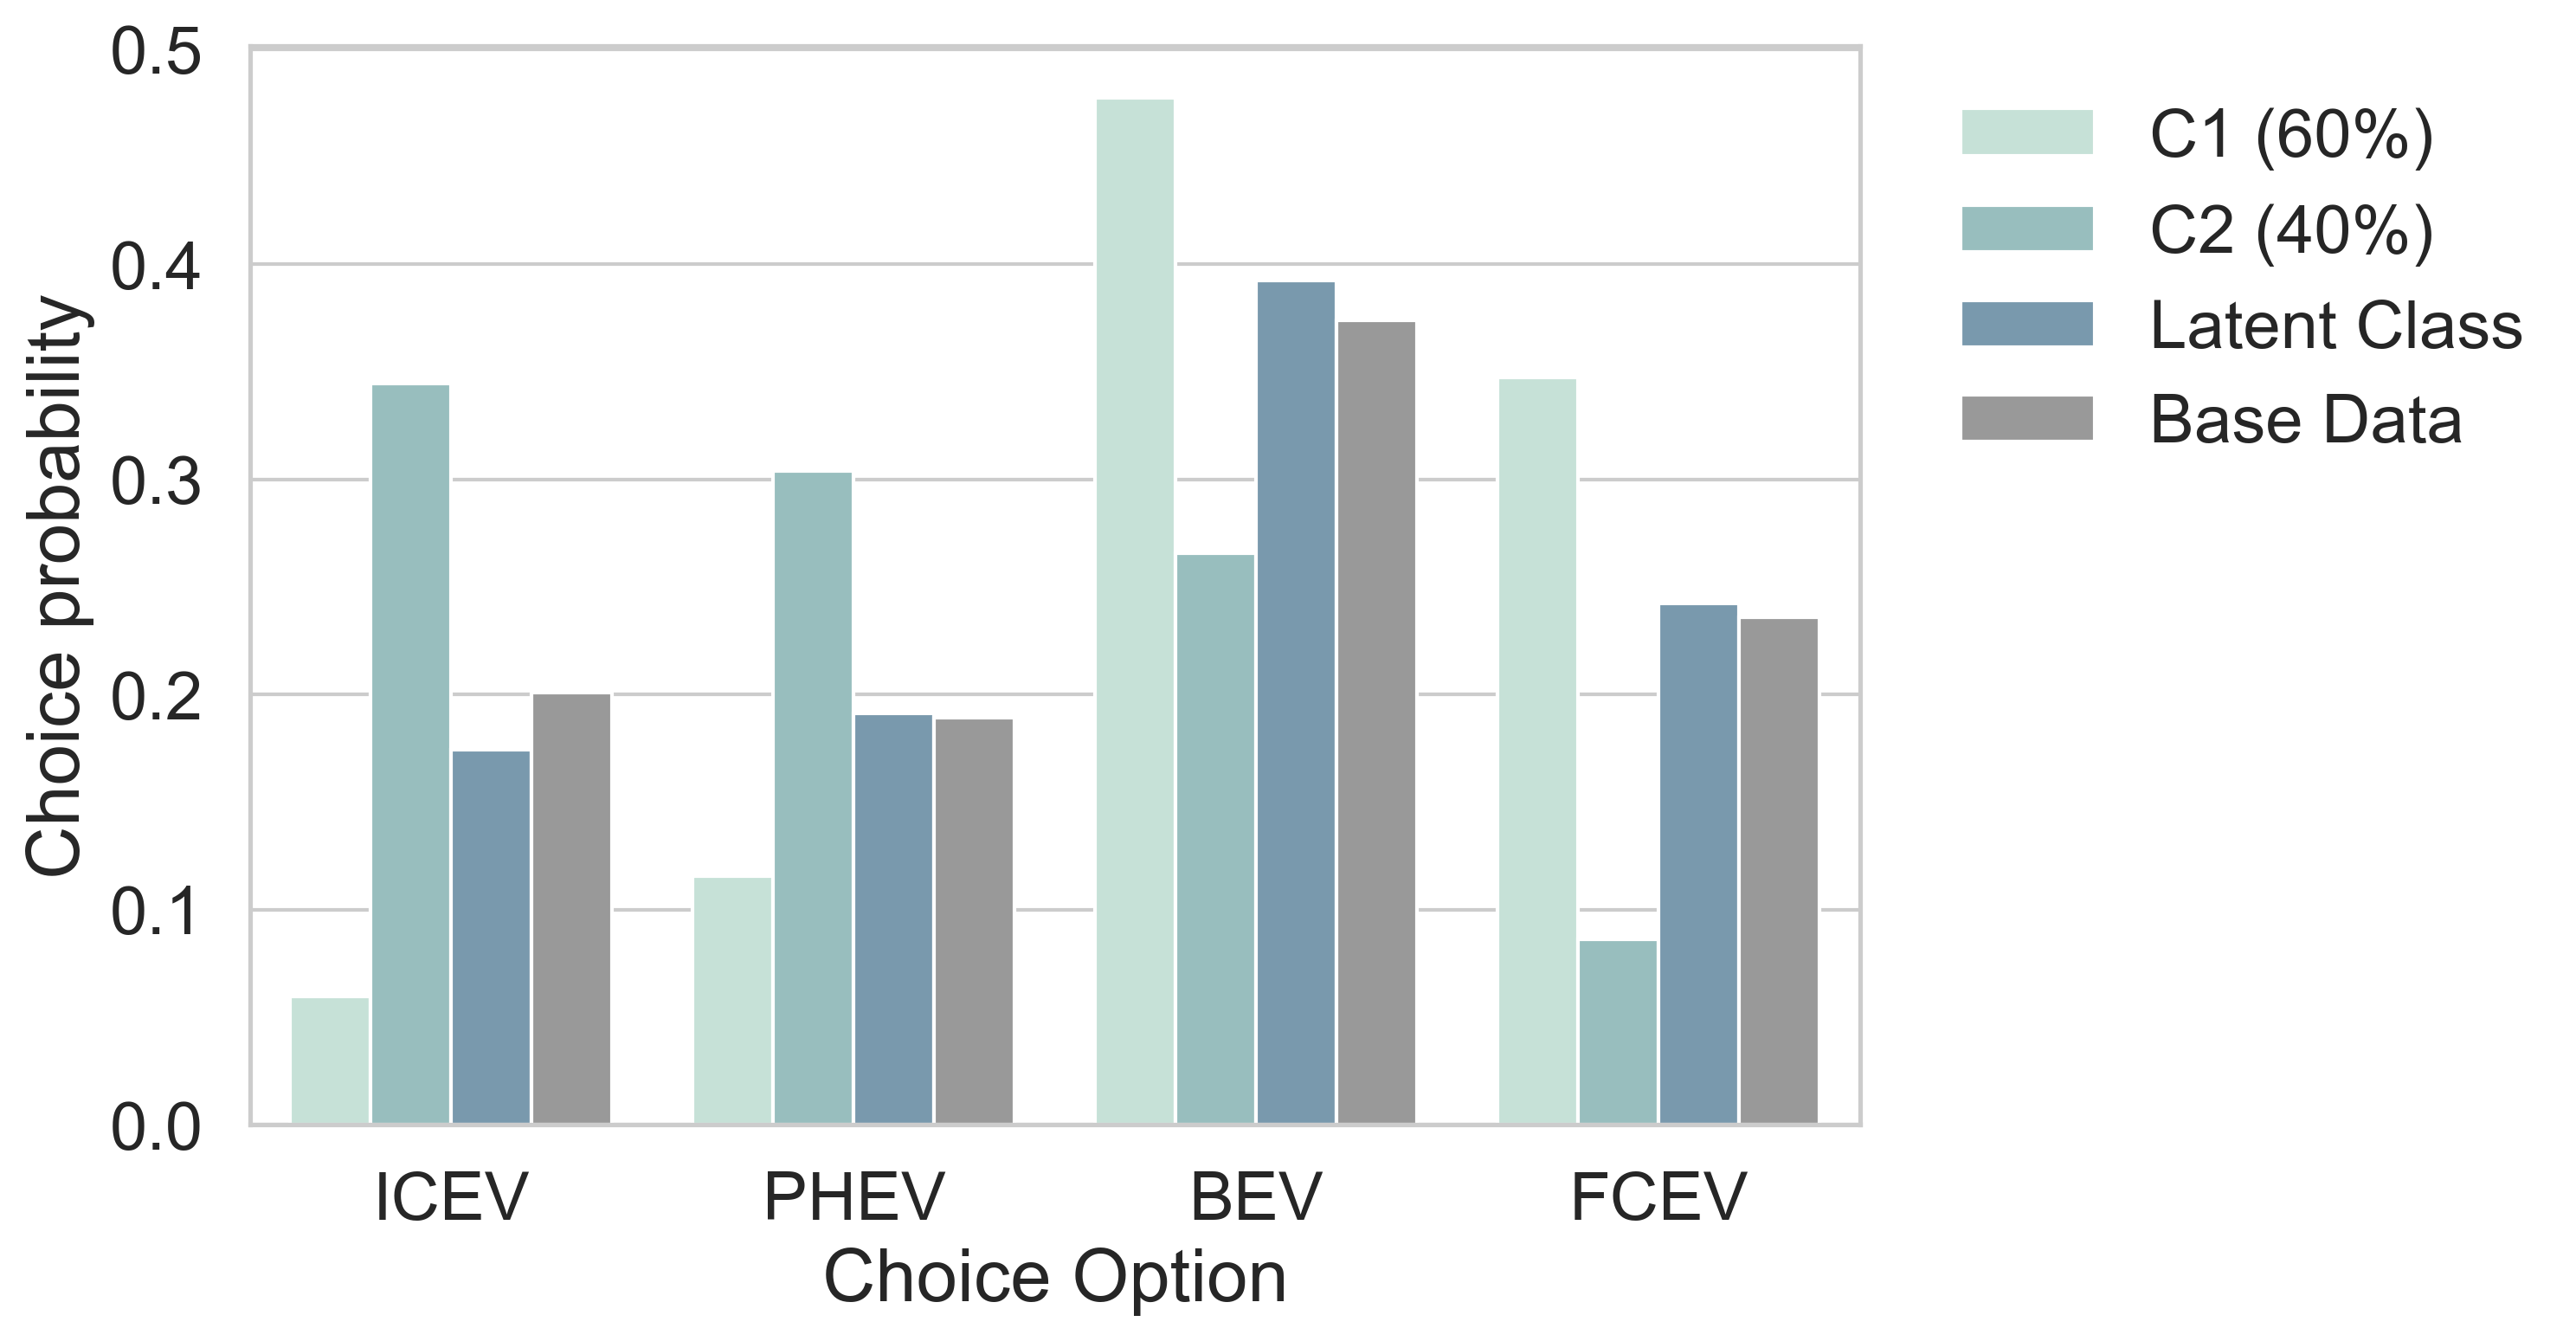 0.5
0.4
0.3
0.2
0.1
0.0
Choice probability
ICEV
PHEV
BEV
FCEV
Choice Option
C1 (60%)
C2 (40%)
Latent Class
Base Data